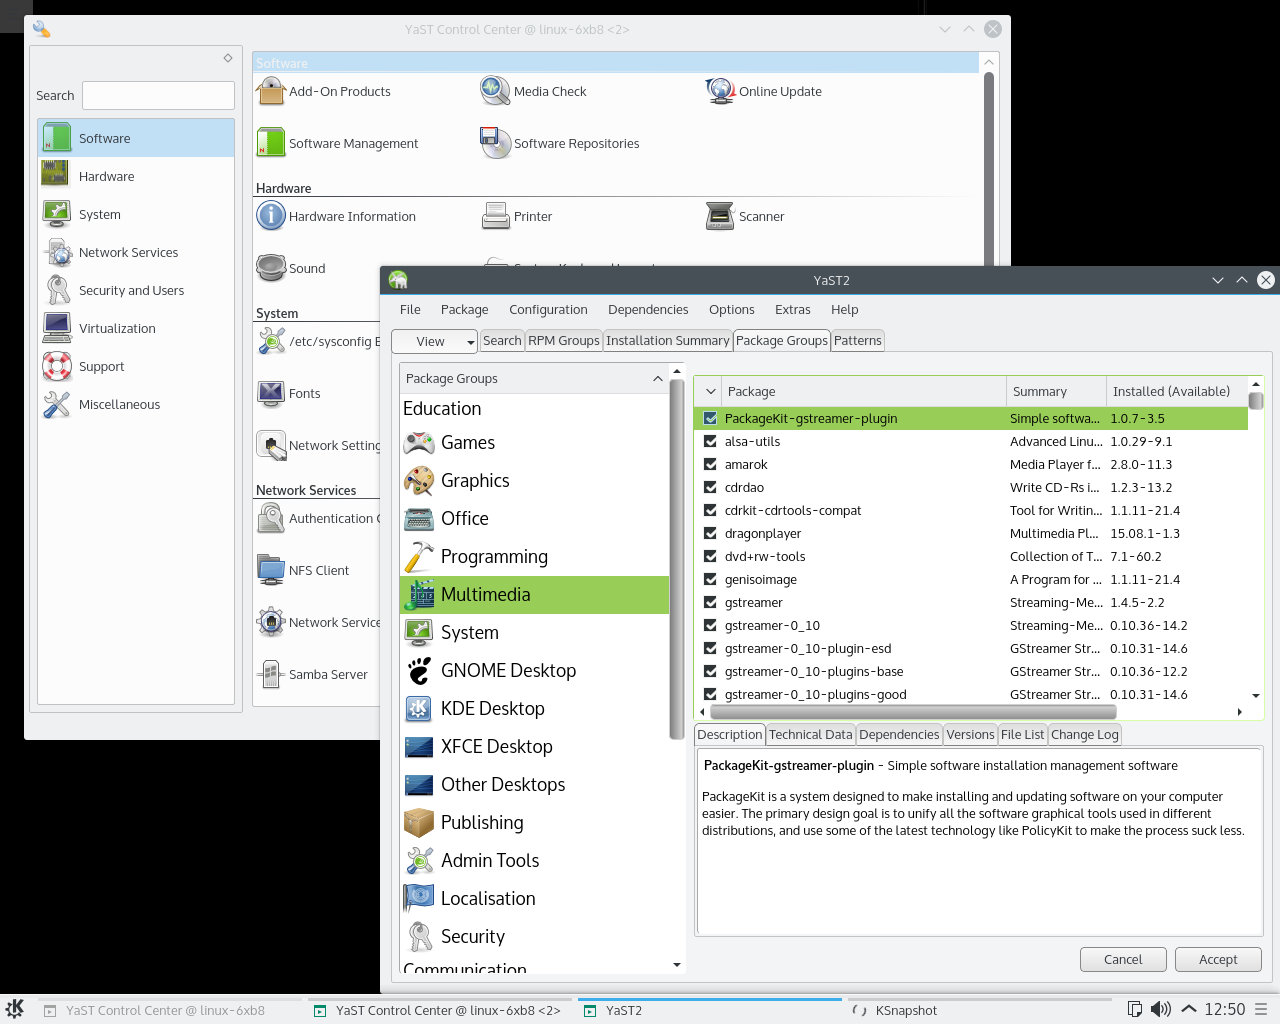 YaST Control Center @ linux-6xb8 <2>
Search
Software
Hardware
System
Network Services
Security and Users
Virtualization
Support
Miscellaneous
Software
Add-On Products
Media Check
Online Update
Software Management
Software Repositories
Hardware
Hardware Information
Printer
Scanner
Sound
System
/etc/sysconfig E
Fonts
Network Setting
Network Services
Authentication C
NFS Client
Network Service
Samba Server
YaST2
File Package Configuration Dependencies Options Extras Help
View Search RPM Groups Installation Summary Package Groups Patterns
Package Groups
Education
Games
Graphics
Office
Programming
Multimedia
System
GNOME Desktop
KDE Desktop
XFCE Desktop
Other Desktops
Publishing
Admin Tools
Localisation
Security
Communication
Package Summary Installed (Available)
PackageKit-gstreamer-plugin Simple softwa... 1.0.7-3.5
alsa-utils Advanced Linu... 1.0.29-9.1
amarok Media Player f... 2.8.0-11.3
cdrdao Write CD-Rs i... 1.2.3-13.2
cdrkit-cdrtools-compat Tool for Writin... 1.1.11-21.4
dragonplayer Multimedia Pl... 15.08.1-1.3
dvd+rw-tools Collection of T... 7.1-60.2
genisoimage A Program for ... 1.1.11-21.4
gstreamer Streaming-Me... 1.4.5-2.2
gstreamer-0_10 Streaming-Me... 0.10.36-14.2
gstreamer-0_10-plugin-esd GStreamer Str... 0.10.31-14.6
gstreamer-0_10-plugins-base GStreamer Str... 0.10.36-12.2
gstreamer-0_10-plugins-good GStreamer Str... 0.10.31-14.6
Description Technical Data Dependencies Versions File List Change Log
PackageKit-gstreamer-plugin - Simple software installation management software
PackageKit is a system designed to make installing and updating software on your computer
easier. The primary design goal is to unify all the software graphical tools used in different
distributions, and use some of the latest technology like PolicyKit to make the process suck less.
Cancel Accept
YaST Control Center @ linux-6xb8
YaST Control Center @ linux-6xb8 <2>
YaST2
KSnapshot
12:50